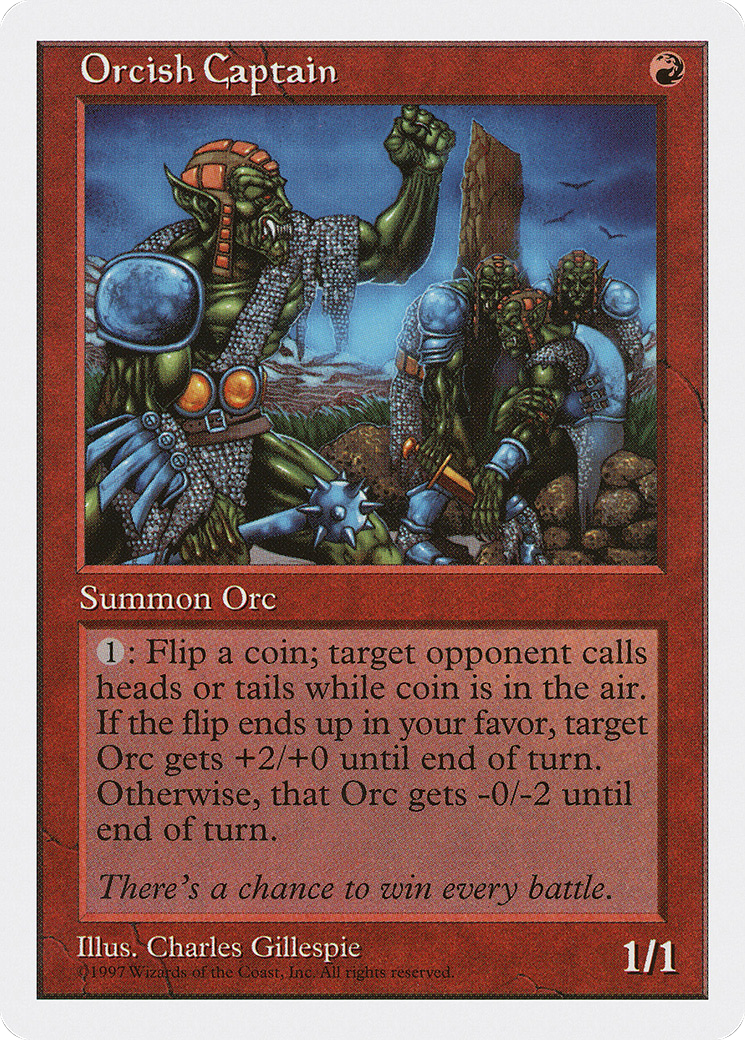 Orcish Captain
Summon Orc
1: Flip a coin; target opponent calls
heads or tails while coin is in the air.
If the flip ends up in your favor, target
Orc gets +2/+0 until end of turn.
Otherwise, that Orc gets -0/-2 until
end of turn.
There's a chance to win every battle.
Illus. Charles Gillespie
©1997 Wizards of the Coast, Inc. All rights reserved.
1/1